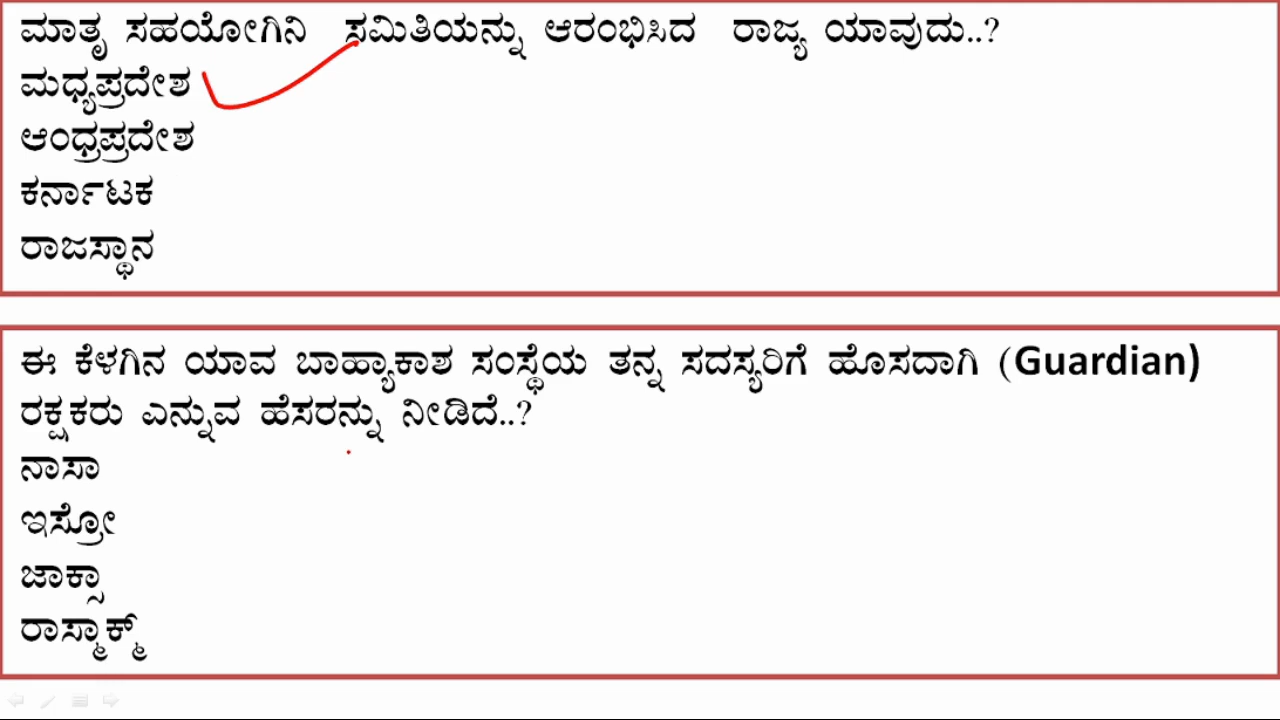 ಮಾತೃ ಸಹಯೋಗಿನಿ ಸಮಿತಿಯನ್ನು ಆರಂಭಿಸಿದ ರಾಜ್ಯ ಯಾವುದು..?
ಮಧ್ಯಪ್ರದೇಶ
ಆಂಧ್ರಪ್ರದೇಶ
ಕರ್ನಾಟಕ
ರಾಜಸ್ಥಾನ
ಈ ಕೆಳಗಿನ ಯಾವ ಬಾಹ್ಯಾಕಾಶ ಸಂಸ್ಥೆಯ ತನ್ನ ಸದಸ್ಯರಿಗೆ ಹೊಸದಾಗಿ (Guardian)
ರಕ್ಷಕರು ಎನ್ನುವ ಹೆಸರನ್ನು ನೀಡಿದೆ..?
ನಾಸಾ
ಇಸ್ರೋ
ಜಾಕ್ಸಾ
ರಾಸ್ಮಾಕ್ಮ್